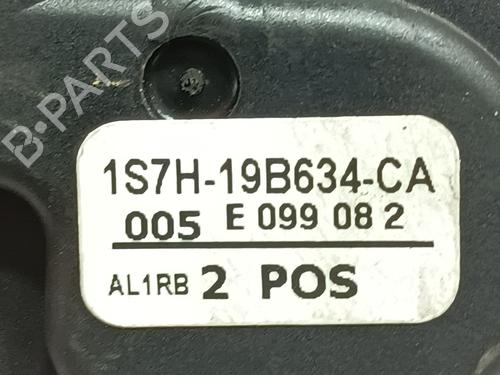 B-PARTS
1S7H-19B634-CA
005 E 099 08 2
AL1RB 2 POS